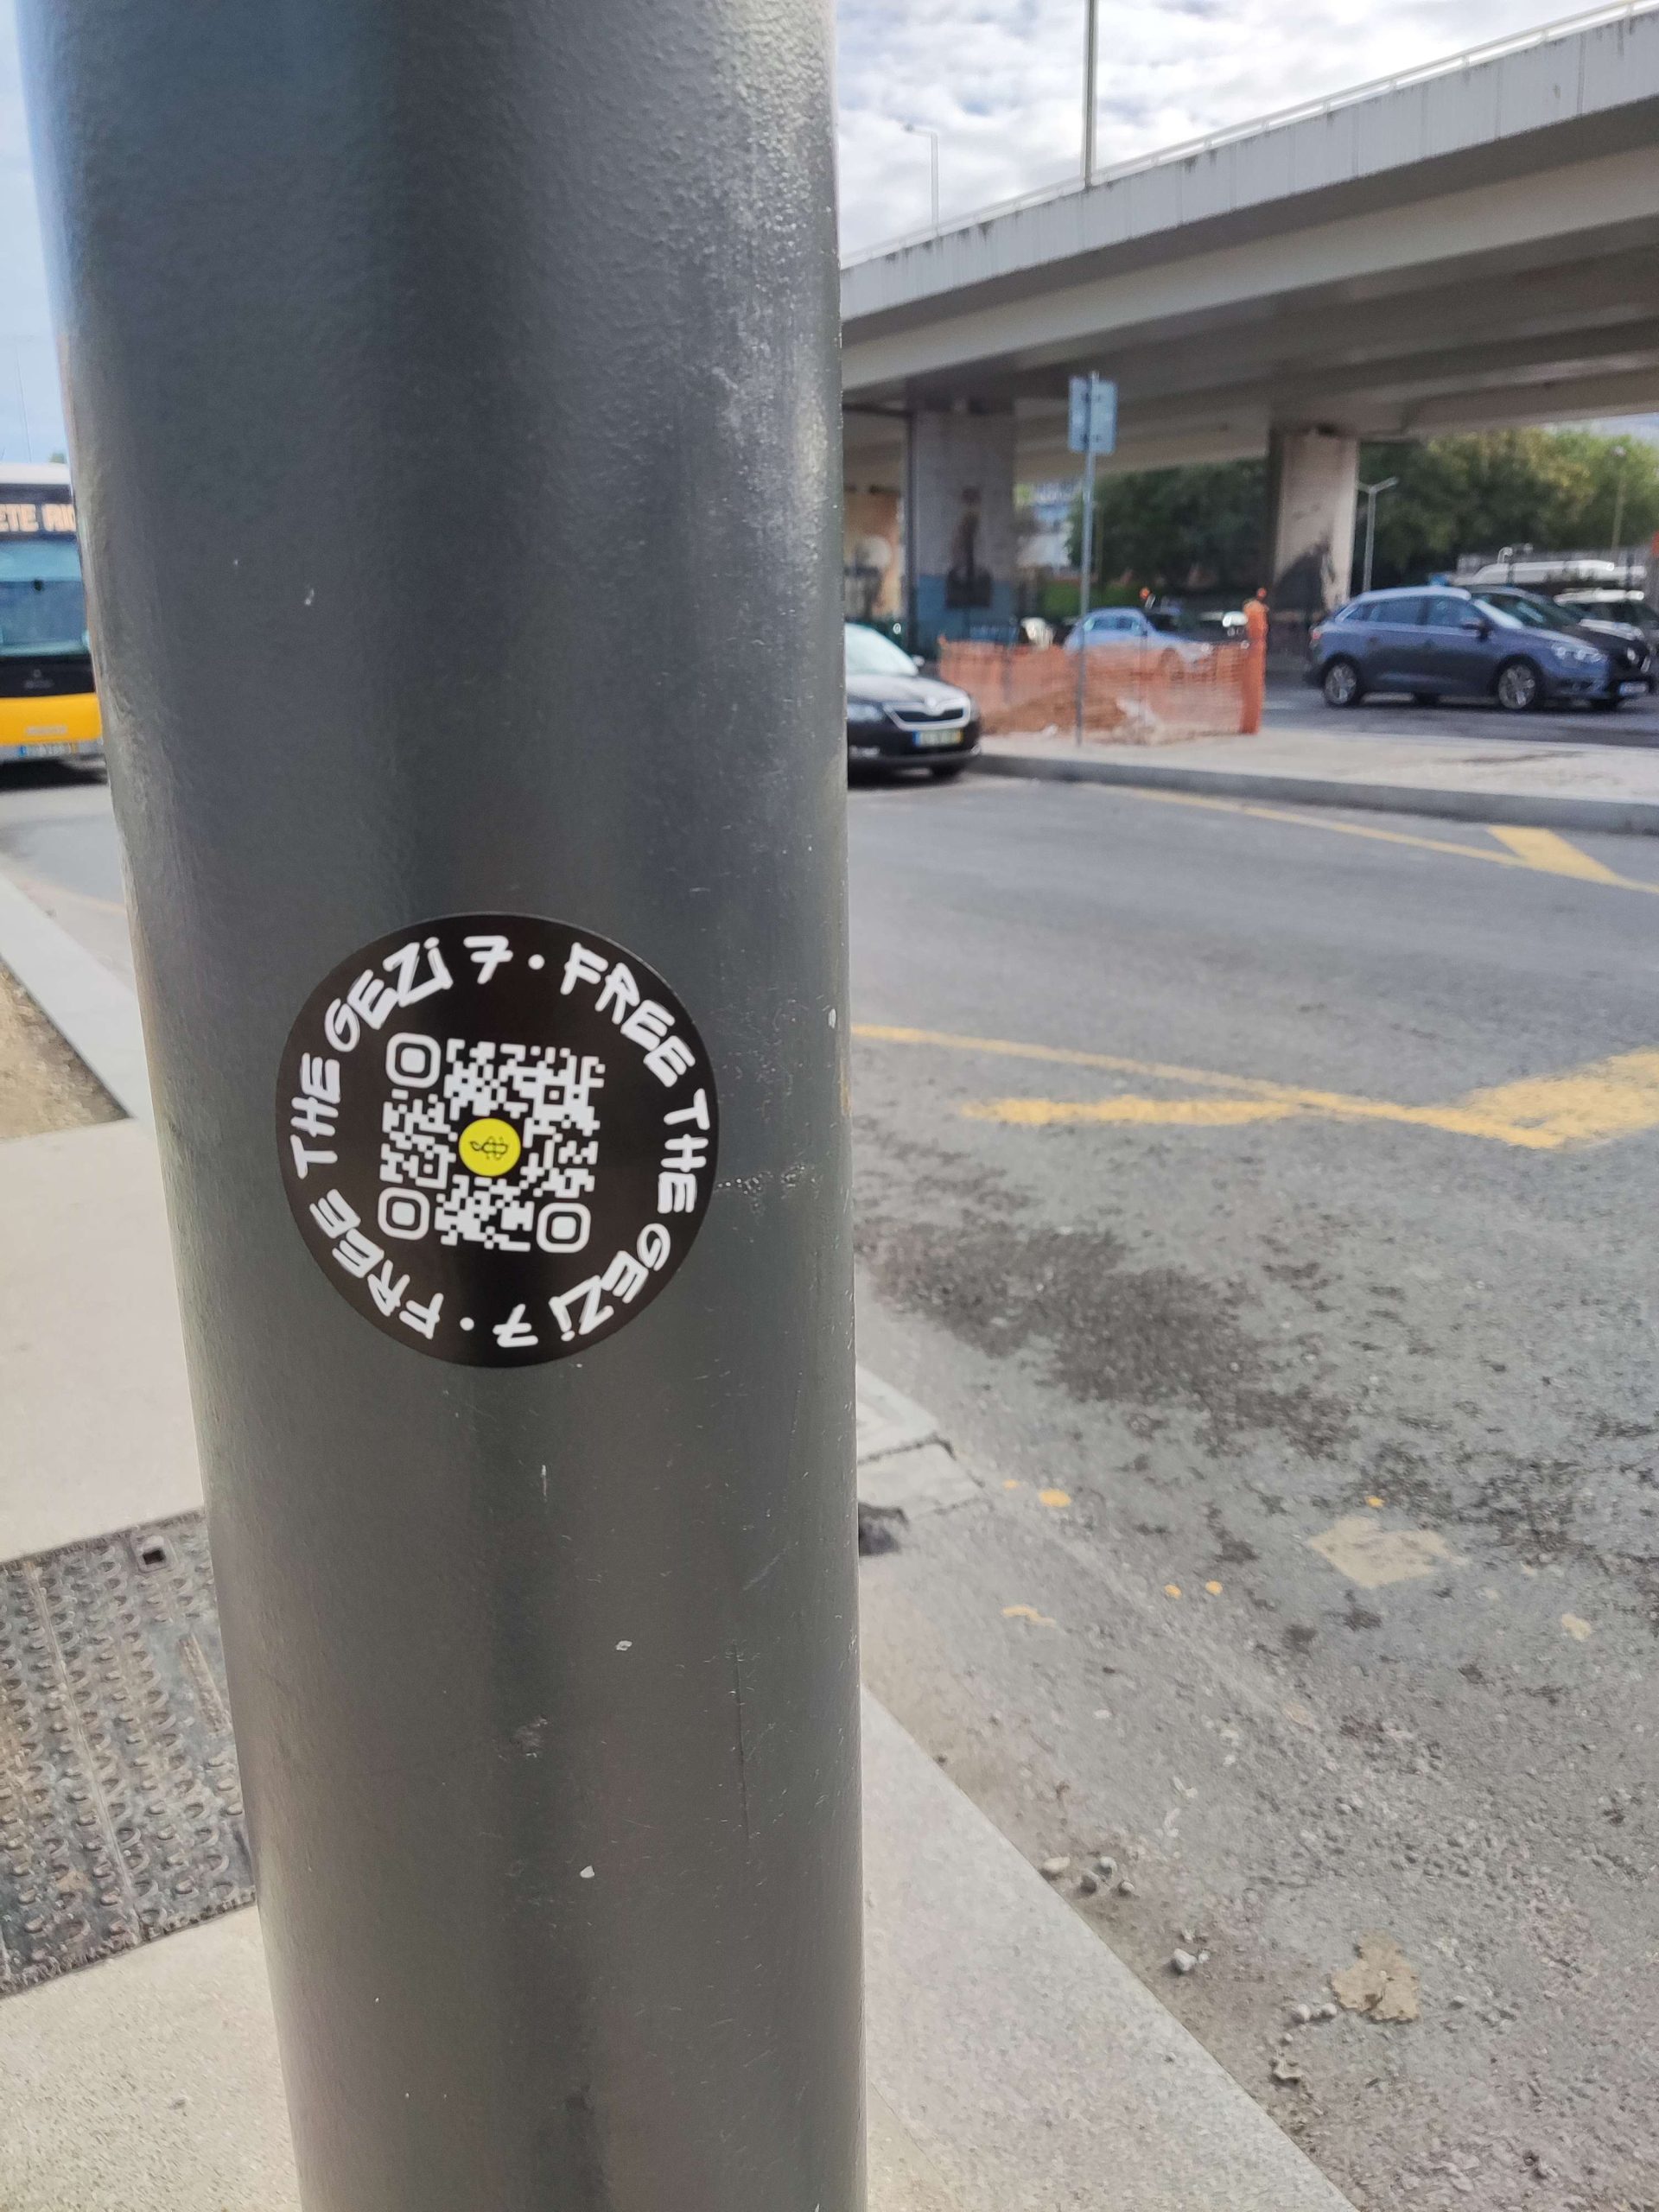 FREE THE GEZi 7 • FREE THE GEZi 7 •